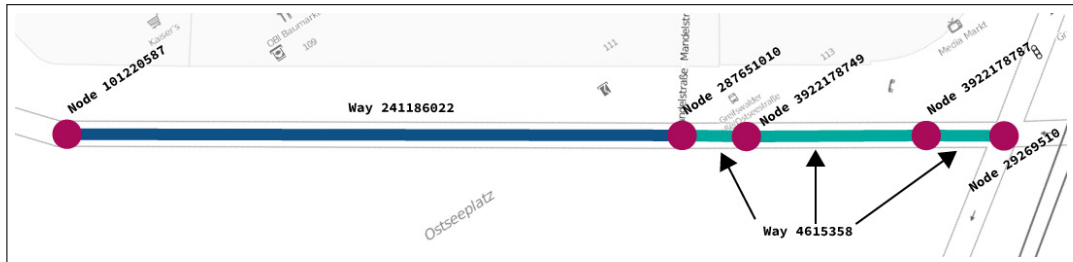 Kaiser's
OBI Baumarkt
109
111
Mandelstraße Mandelstr
113
Media Markt
Greifswalder
Node 101220587
Node 287651010
Node 3922178749
Node 3922178787
Way 241186022
Node 29269510
Ostseeplatz
Way 4615358